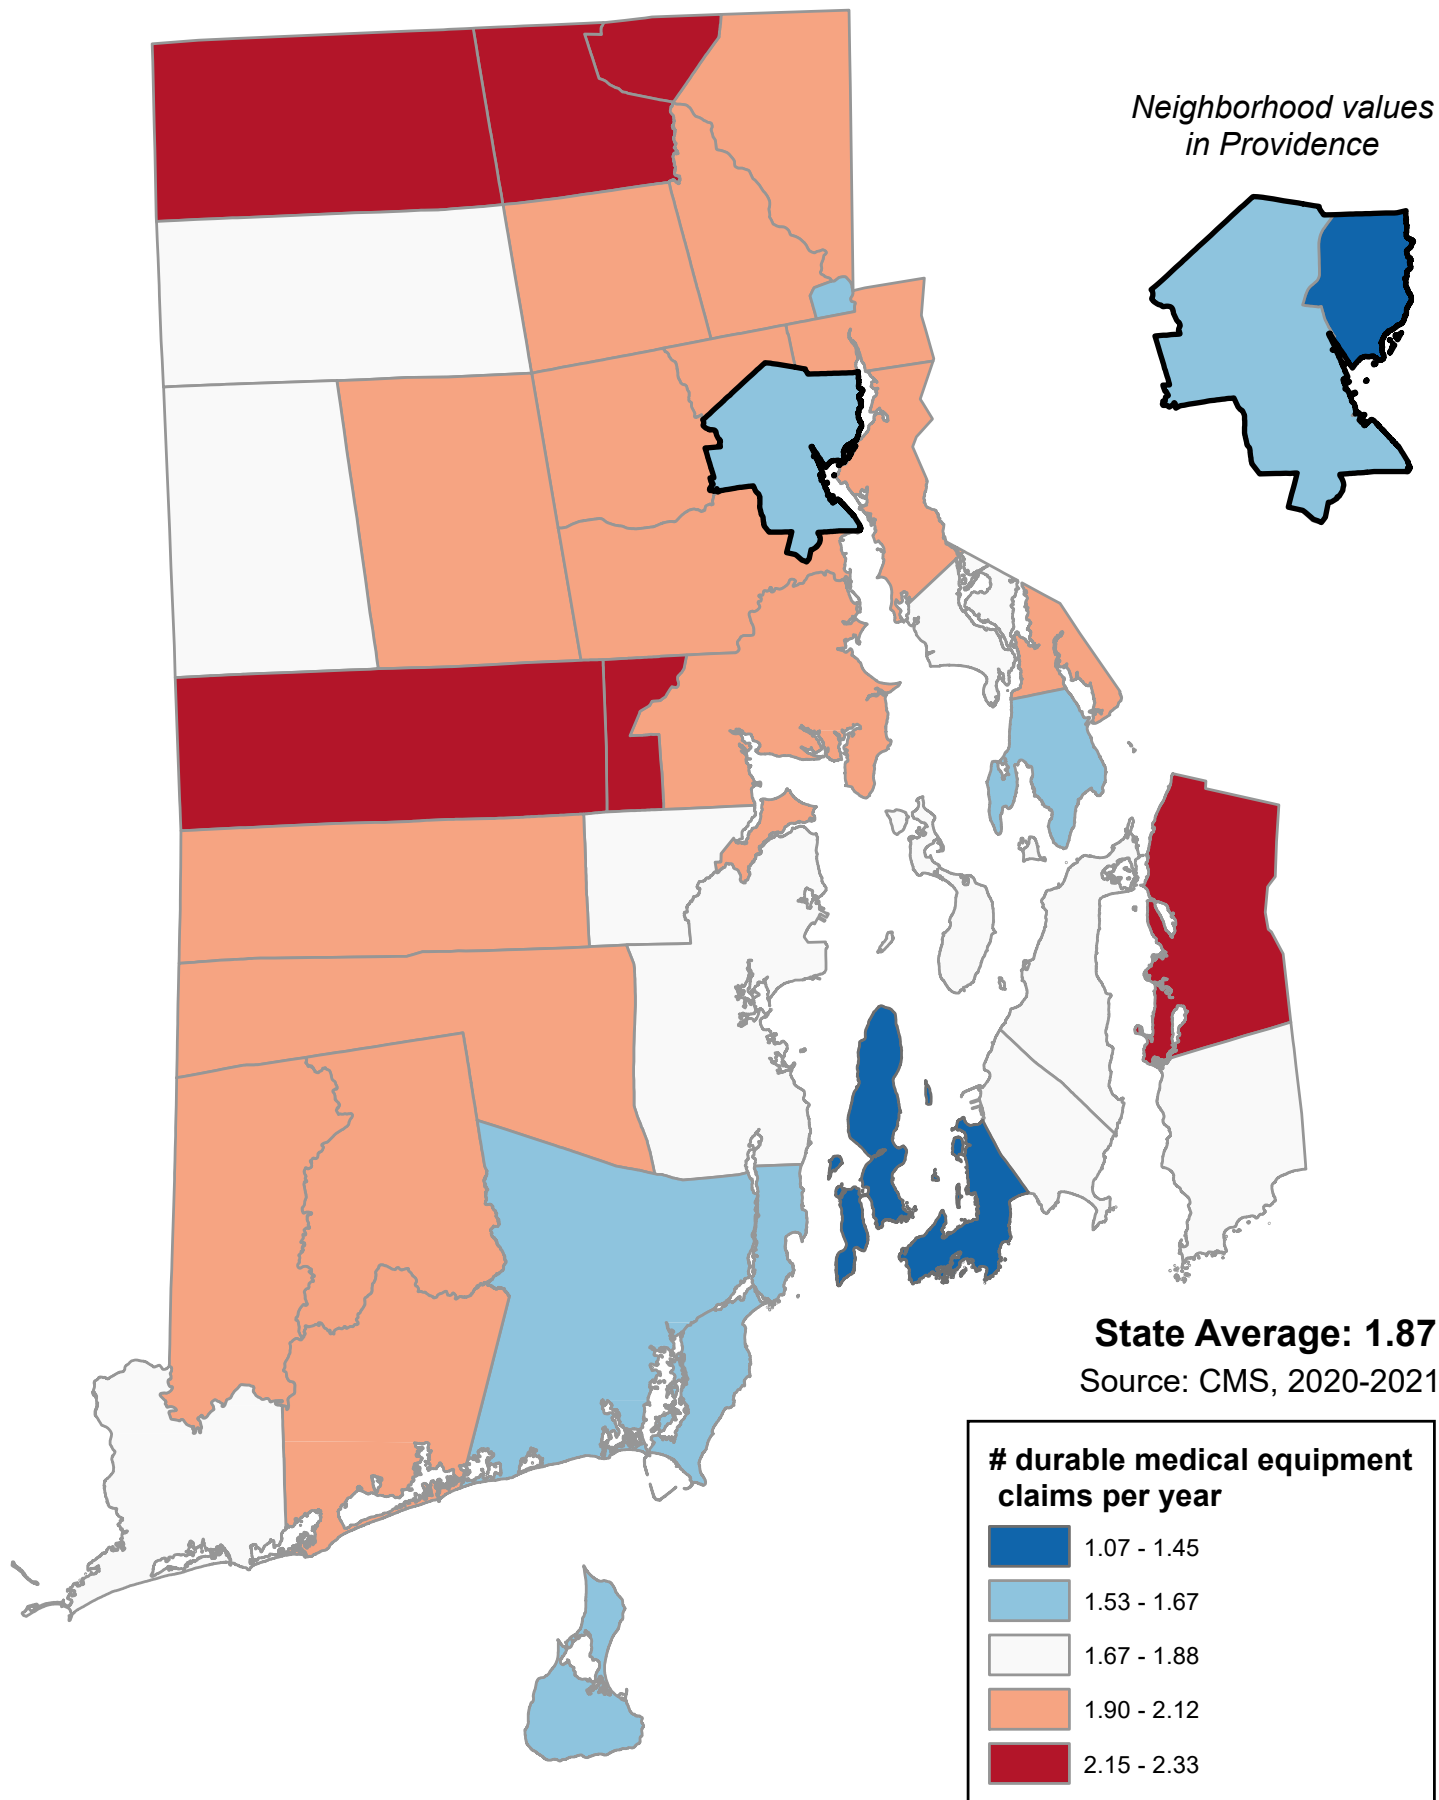 Neighborhood values
in Providence
State Average: 1.87
Source: CMS, 2020-2021
# durable medical equipment
claims per year
1.07 - 1.45
1.53 - 1.67
1.67 - 1.88
1.90 - 2.12
2.15 - 2.33